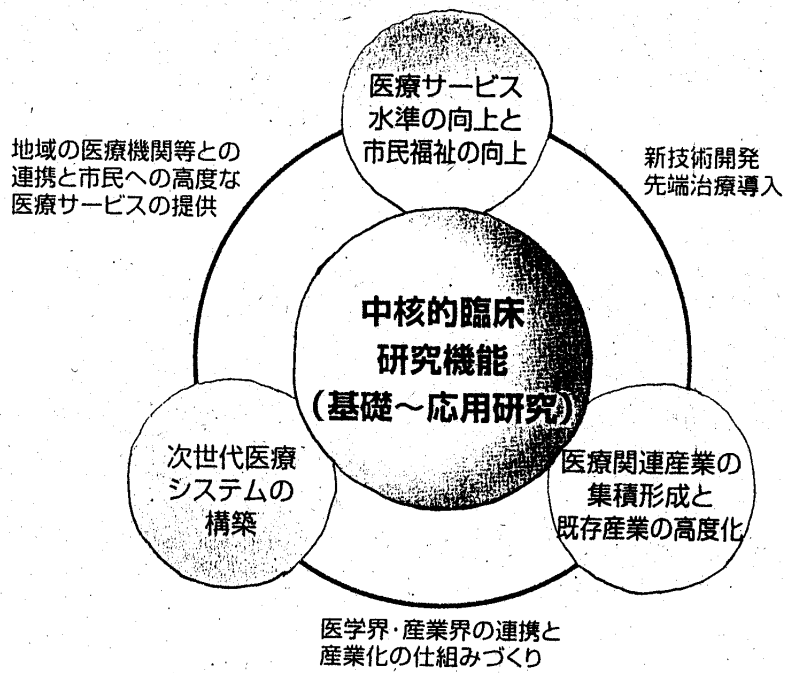 医療サービス
水準の向上と
市民福祉の向上
地域の医療機関等との
連携と市民への高度な
医療サービスの提供
新技術開発
先端治療導入
中核的臨床
研究機能
(基礎～応用研究)
次世代医療
システムの
構築
医療関連産業の
集積形成と
既存産業の高度化
医学界・産業界の連携と
産業化の仕組みづくり